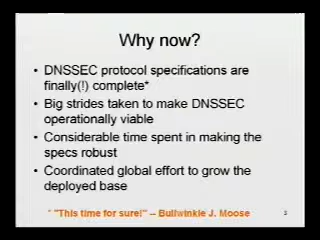 Why now?
• DNSSEC protocol specifications are
finally(!) complete*
• Big strides taken to make DNSSEC
operationally viable
• Considerable time spent in making the
specs robust
• Coordinated global effort to grow the
deployed base
* "This time for sure!" -- Bullwinkle J. Moose
3